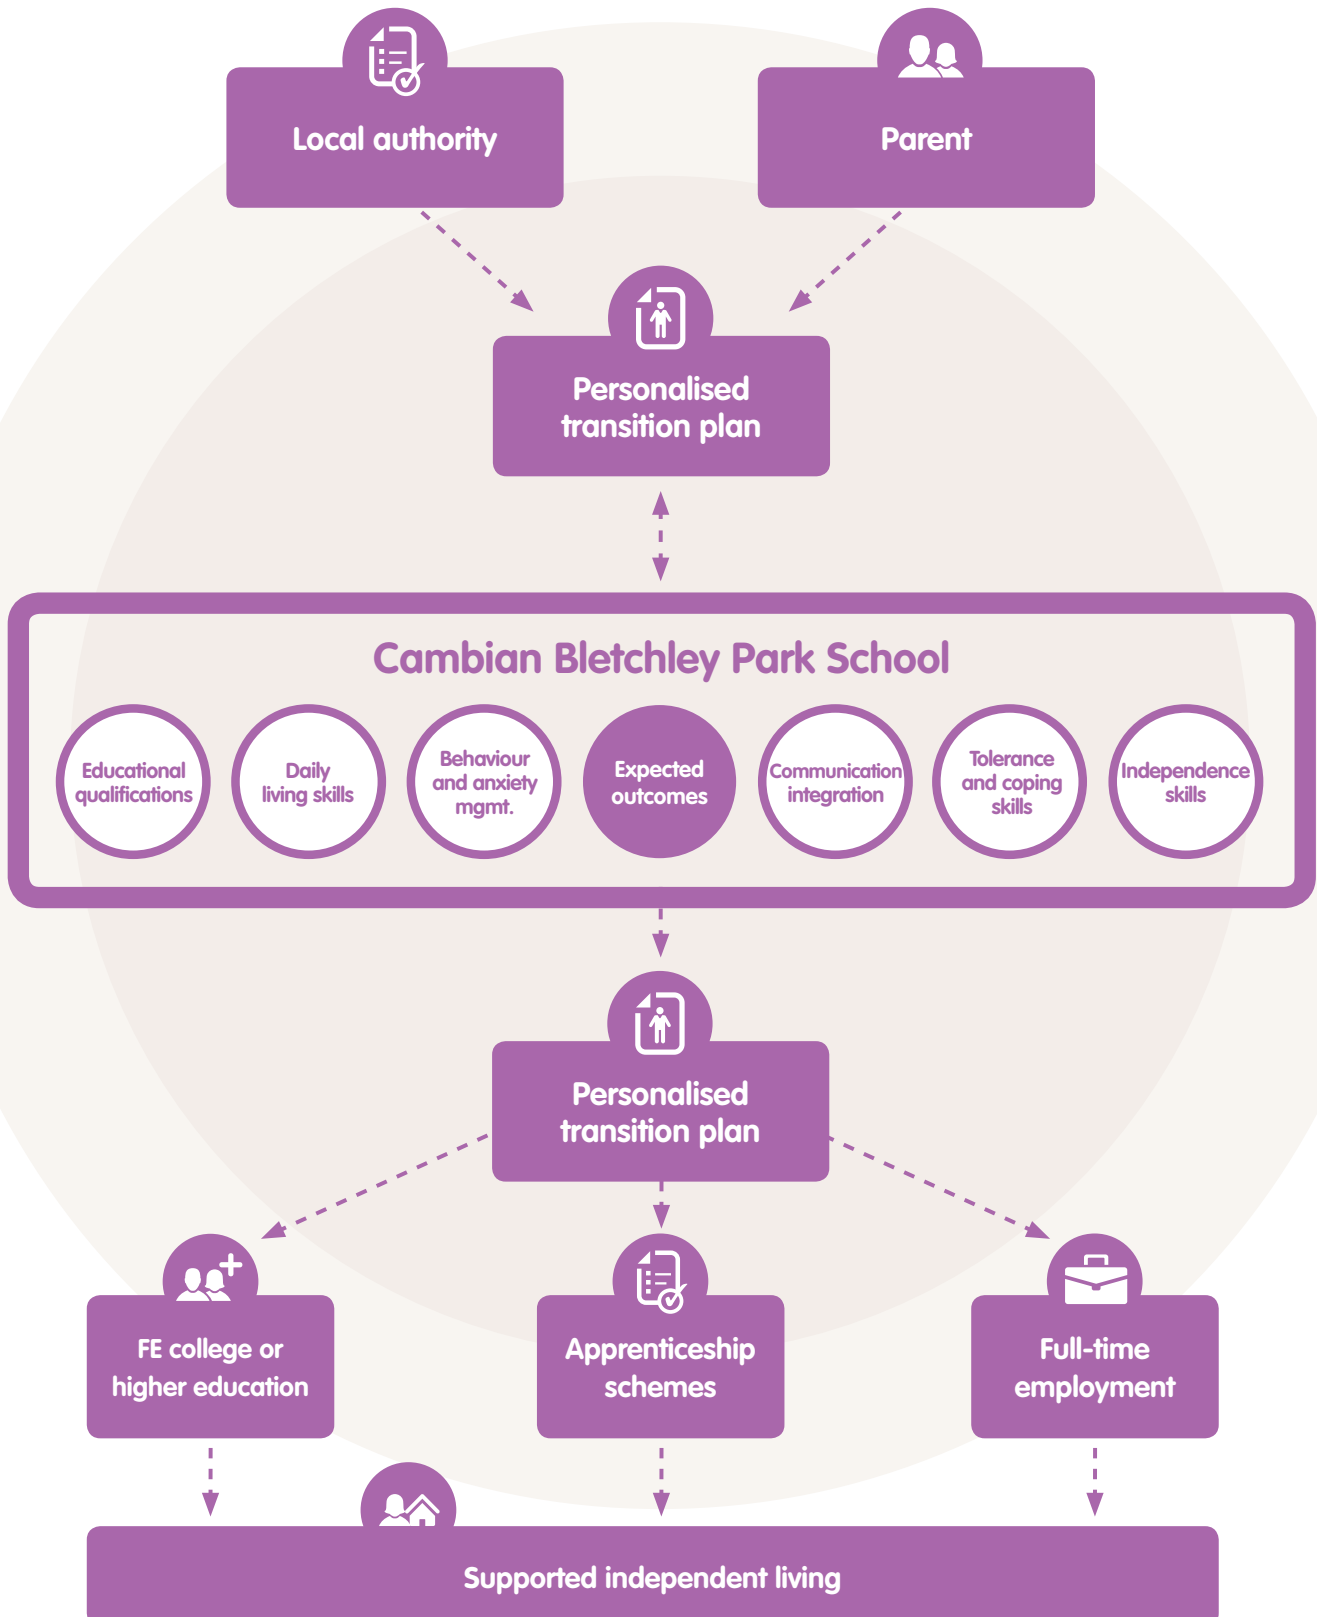 Local authority
Parent
Personalised
transition plan
Cambian Bletchley Park School
Educational
qualifications
Daily
living skills
Behaviour
and anxiety
mgmt.
Expected
outcomes
Communication
integration
Tolerance
and coping
skills
Independence
skills
Personalised
transition plan
FE college or
higher education
Apprenticeship
schemes
Full-time
employment
Supported independent living